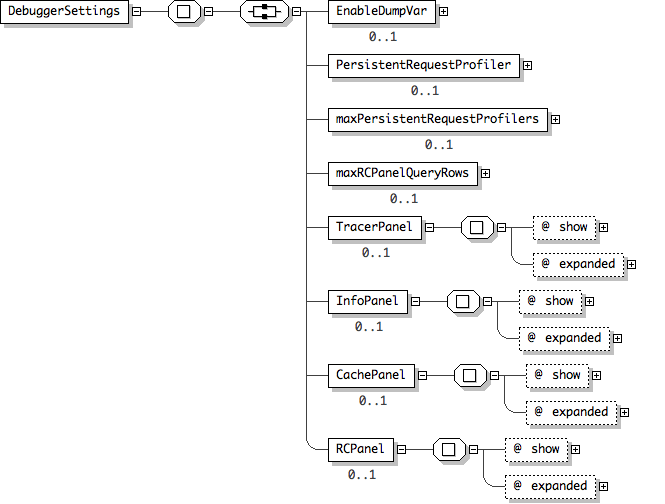 DebuggerSettings
EnableDumpVar
0..1
PersistentRequestProfiler
0..1
maxPersistentRequestProfilers
0..1
maxRCPanelQueryRows
0..1
TracerPanel
@ show
0..1
@ expanded
InfoPanel
@ show
0..1
@ expanded
CachePanel
@ show
0..1
@ expanded
RCPanel
@ show
0..1
@ expanded